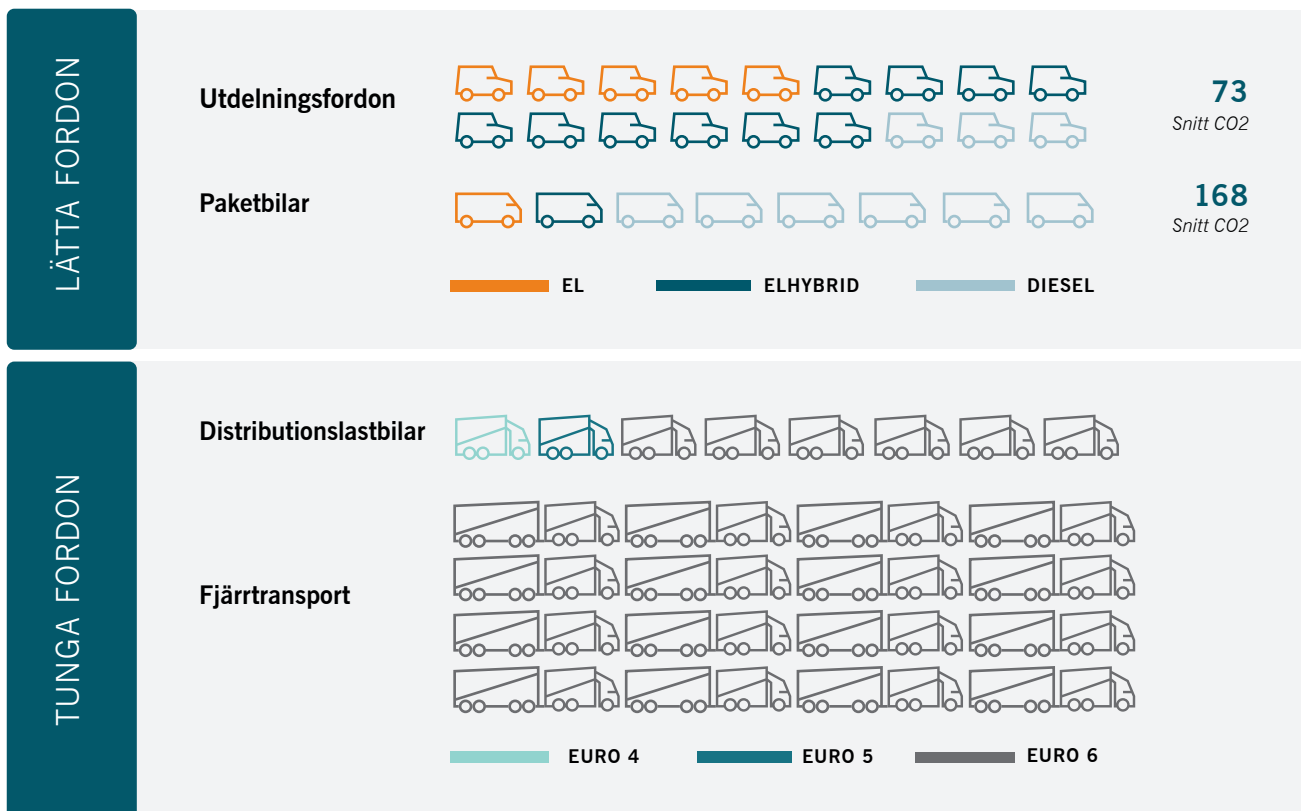 LÄTTA FORDON
Utdelningsfordon
73
Snitt CO2
Paketbilar
168
Snitt CO2
EL
ELHYBRID
DIESEL
TUNGA FORDON
Distributionslastbilar
Fjärrtransport
EURO 4
EURO 5
EURO 6